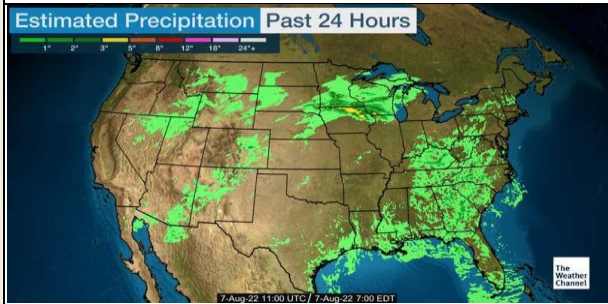 Estimated Precipitation Past 24 Hours
1" 2" 3" 5" 8" 12" 18" 24"+
The
Weather
Channel
7-Aug-22 11:00 UTC / 7-Aug-22 7:00 EDT